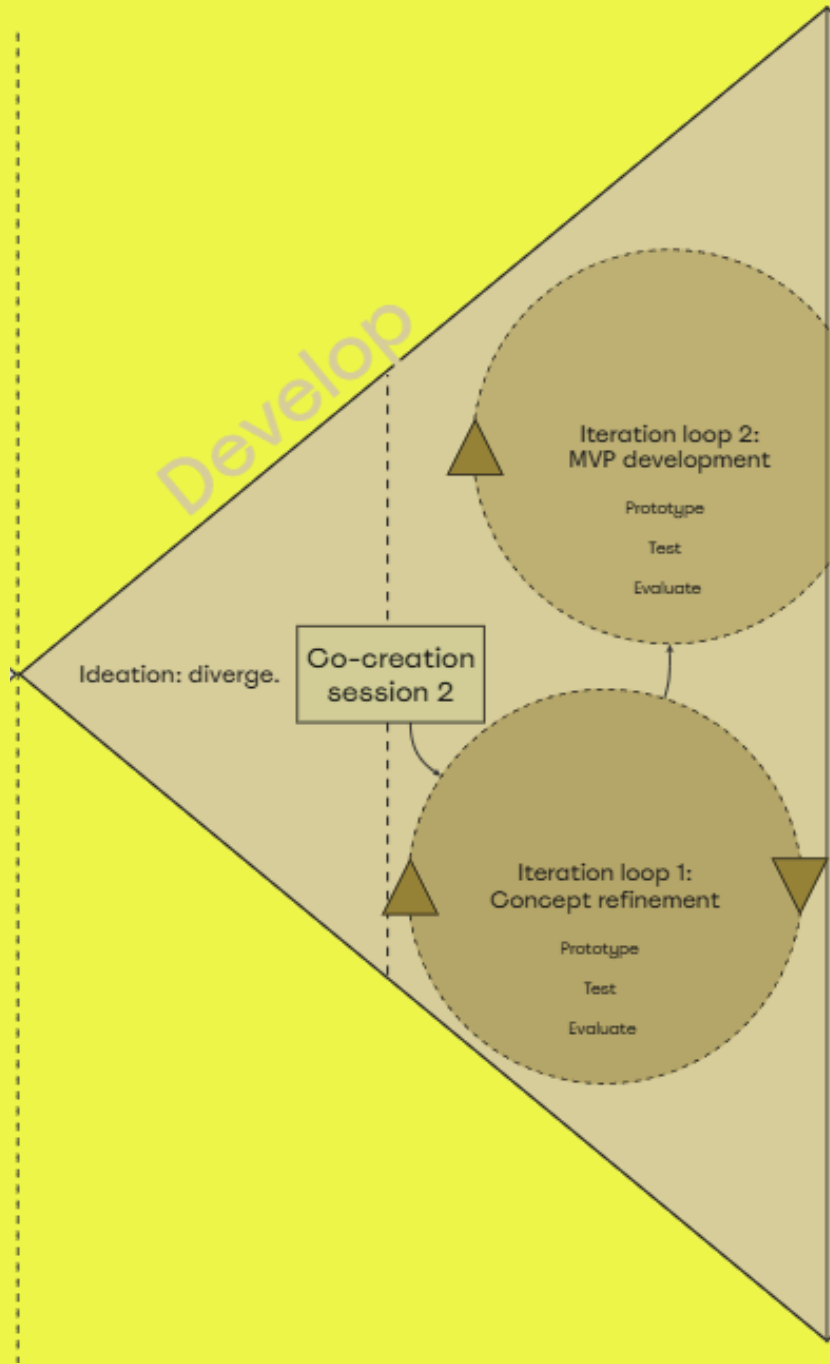 Develop
Ideation: diverge.
Co-creation
session 2
Iteration loop 2:
MVP development
Prototype
Test
Evaluate
Iteration loop 1:
Concept refinement
Prototype
Test
Evaluate